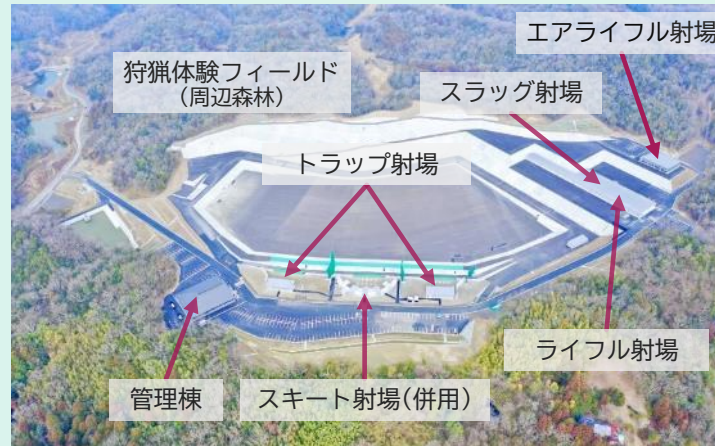 エアライフル射場
狩猟体験フィールド
(周辺森林)
スラッグ射場
トラップ射場
ライフル射場
管理棟
スキート射場(併用)